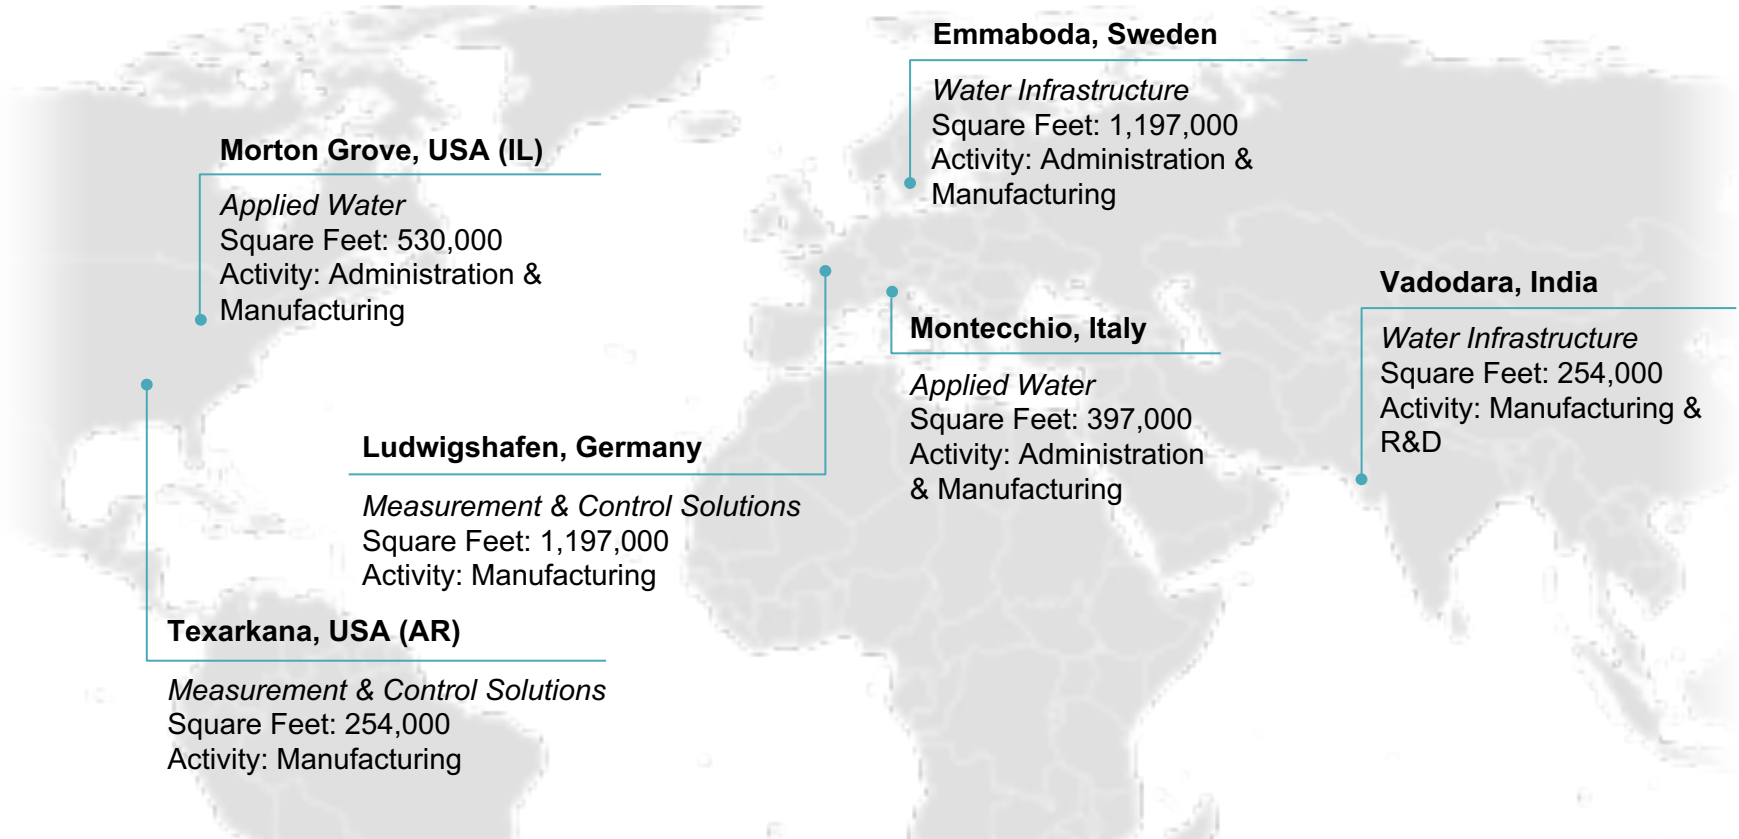 Emmaboda, Sweden
Water Infrastructure
Square Feet: 1,197,000
Activity: Administration &
Manufacturing
Morton Grove, USA (IL)
Applied Water
Square Feet: 530,000
Activity: Administration &
Manufacturing
Vadodara, India
Water Infrastructure
Square Feet: 254,000
Activity: Manufacturing &
R&D
Montecchio, Italy
Applied Water
Square Feet: 397,000
Activity: Administration
& Manufacturing
Ludwigshafen, Germany
Measurement & Control Solutions
Square Feet: 1,197,000
Activity: Manufacturing
Texarkana, USA (AR)
Measurement & Control Solutions
Square Feet: 254,000
Activity: Manufacturing